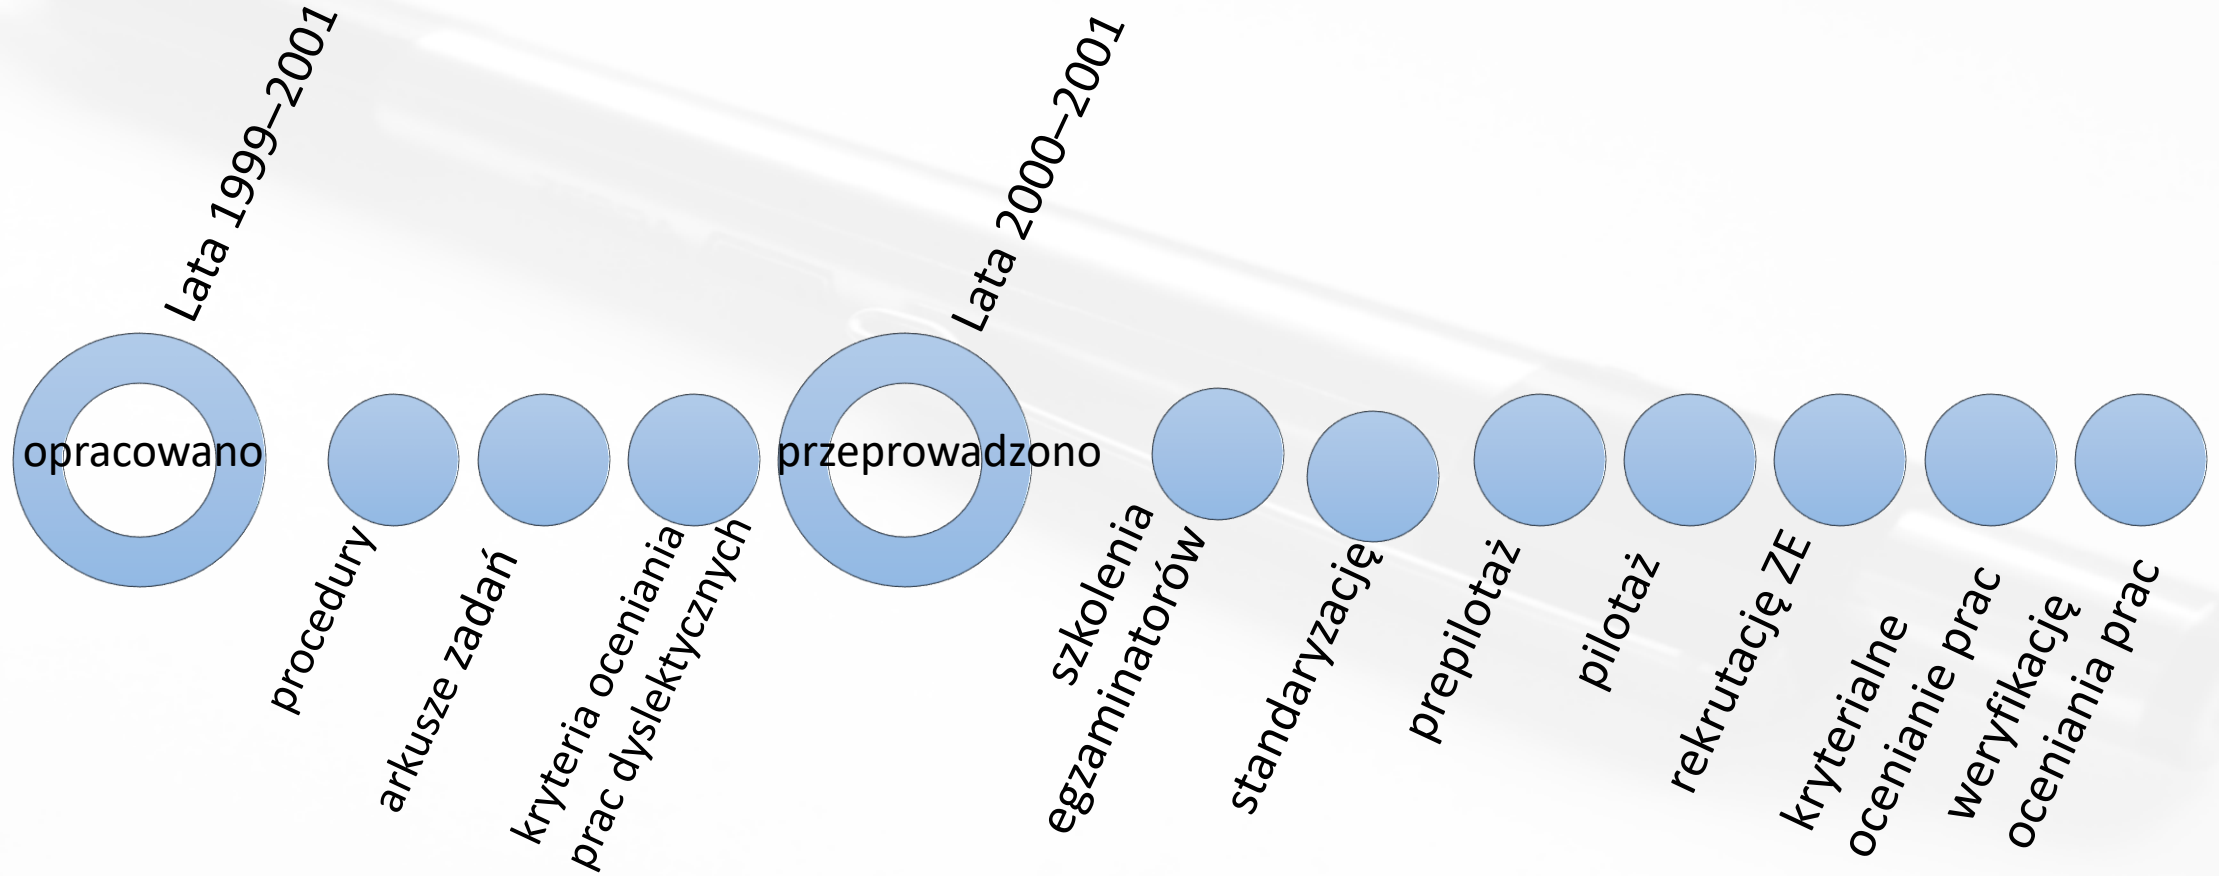 Lata 1999–2001
opracowano
procedury
arkusze zadań
kryteria oceniania
prac dyslektycznych
Lata 2000–2001
przeprowadzono
szkolenia
egzaminatorów
standaryzację
prepilotaż
pilotaż
rekrutację ZE
kryterialne
ocenianie prac
weryfikację
oceniania prac